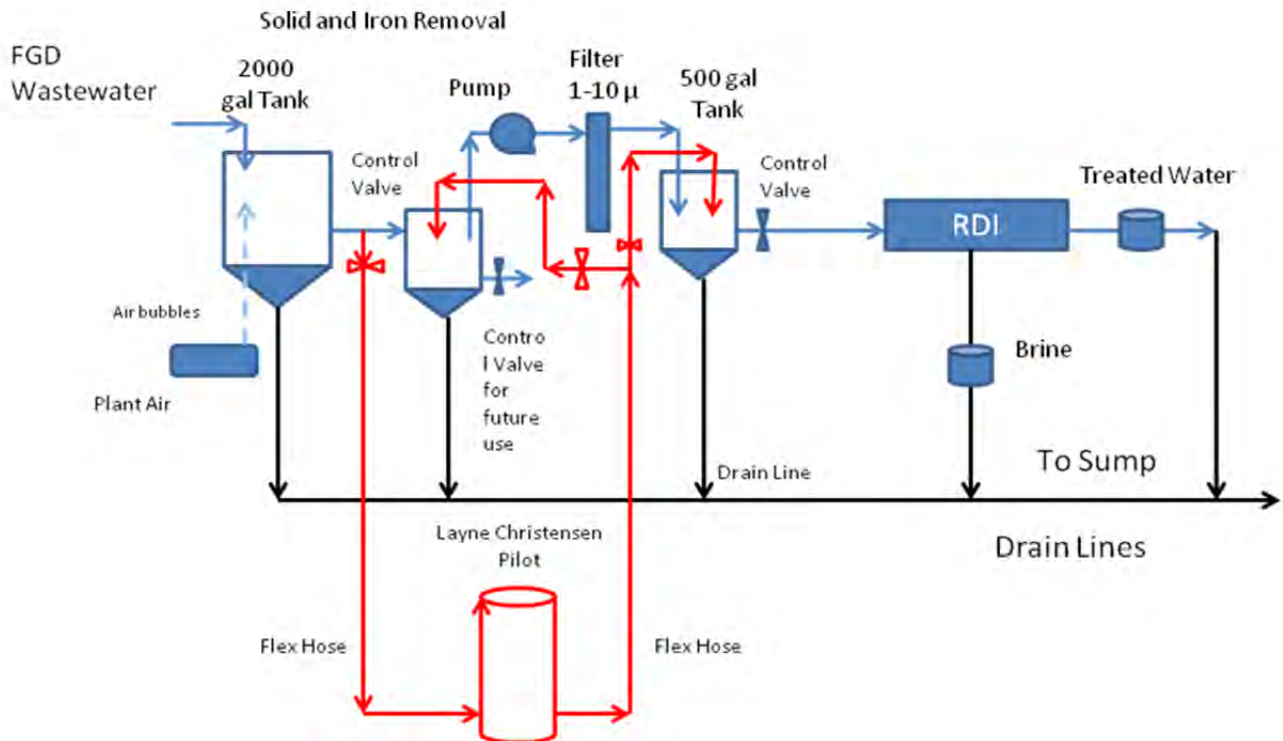 Solid and Iron Removal
FGD
Wastewater
2000
gal Tank
Pump
Filter
1-10 µ
500 gal
Tank
Control
Valve
Control
Valve
Treated Water
RDI
Air bubbles
Plant Air
Contro
l Valve
for
future
use
Brine
Drain Line
To Sump
Drain Lines
Layne Christensen
Pilot
Flex Hose
Flex Hose